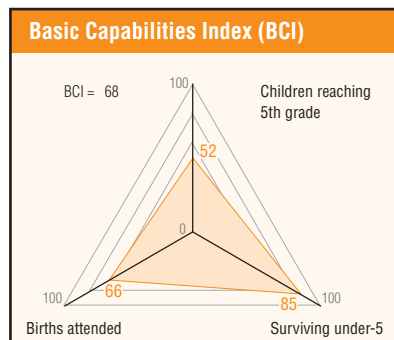 Basic Capabilities Index (BCI)
100
BCI = 68
Children reaching
5th grade
52
0
100
66
85
100
Births attended
Surviving under-5